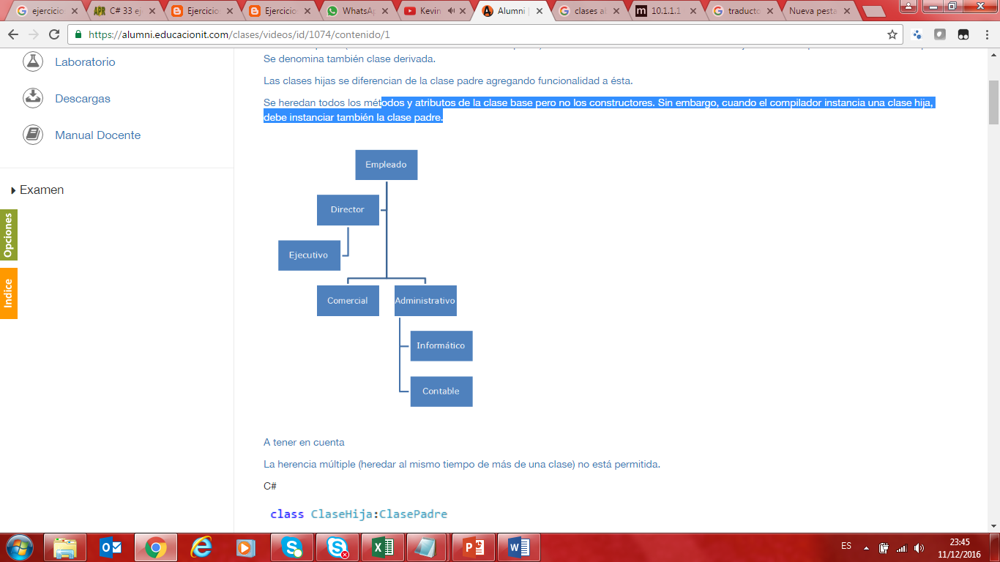 ejercicio
C# 33 ej
Ejercicio
Ejercicio
WhatsAp
Kevin
Alumni |
clases al
10.1.1.1
traducto
Nueva pesta
https://alumni.educacionit.com/clases/videos/id/1074/contenido/1
Laboratorio
Descargas
Manual Docente
Examen
Opciones
Indice
Se denomina también clase derivada.
Las clases hijas se diferencian de la clase padre agregando funcionalidad a ésta.
Se heredan todos los métodos y atributos de la clase base pero no los constructores. Sin embargo, cuando el compilador instancia una clase hija,
debe instanciar también la clase padre.
Empleado
Director
Ejecutivo
Comercial
Administrativo
Informático
Contable
A tener en cuenta
La herencia múltiple (heredar al mismo tiempo de más de una clase) no está permitida.
C#
class ClaseHija:ClasePadre
ES
23:45
11/12/2016